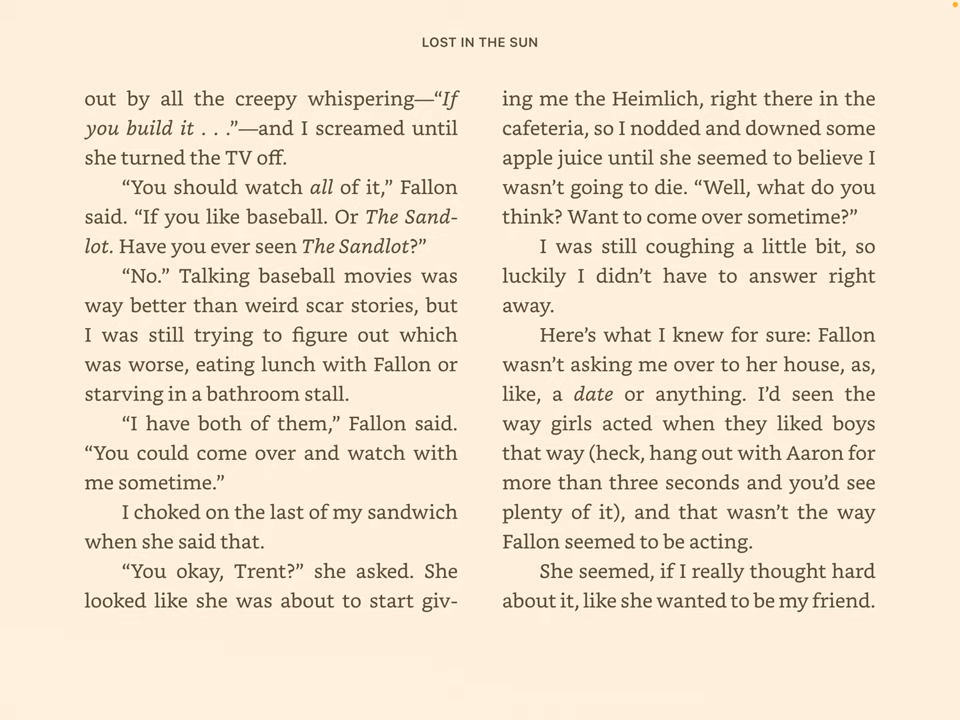 LOST IN THE SUN
out by all the creepy whispering—“If
you build it . . .”—and I screamed until
she turned the TV off.
“You should watch all of it,” Fallon
said. “If you like baseball. Or The Sand-
lot. Have you ever seen The Sandlot?”
“No.” Talking baseball movies was
way better than weird scar stories, but
I was still trying to figure out which
was worse, eating lunch with Fallon or
starving in a bathroom stall.
“I have both of them,” Fallon said.
“You could come over and watch with
me sometime.”
I choked on the last of my sandwich
when she said that.
“You okay, Trent?” she asked. She
looked like she was about to start giv-
ing me the Heimlich, right there in the
cafeteria, so I nodded and downed some
apple juice until she seemed to believe I
wasn’t going to die. “Well, what do you
think? Want to come over sometime?”
I was still coughing a little bit, so
luckily I didn’t have to answer right
away.
Here’s what I knew for sure: Fallon
wasn’t asking me over to her house, as,
like, a date or anything. I’d seen the
way girls acted when they liked boys
that way (heck, hang out with Aaron for
more than three seconds and you’d see
plenty of it), and that wasn’t the way
Fallon seemed to be acting.
She seemed, if I really thought hard
about it, like she wanted to be my friend.